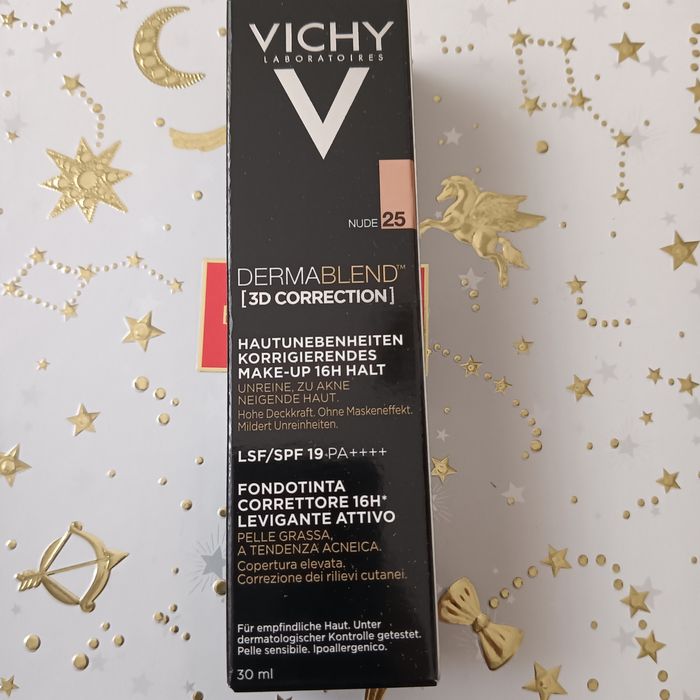 VICHY
LABORATOIRES
V
NUDE 25
DERMABLEND™
[3D CORRECTION]
HAUTUNEBENHEITEN
KORRIGIERENDES
MAKE-UP 16H HALT
UNREINE, ZU AKNE
NEIGENDE HAUT.
Hohe Deckkraft. Ohne Maskeneffekt.
Mildert Unreinheiten.
LSF/SPF 19 PA++++
FONDOTINTA
CORRETTORE 16H*
LEVIGANTE ATTIVO
PELLE GRASSA,
A TENDENZA ACNEICA.
Copertura elevata.
Correzione dei rilievi cutanei.
Für empfindliche Haut. Unter
dermatologischer Kontrolle getestet.
Pelle sensibile. Ipoallergenico.
30 ml